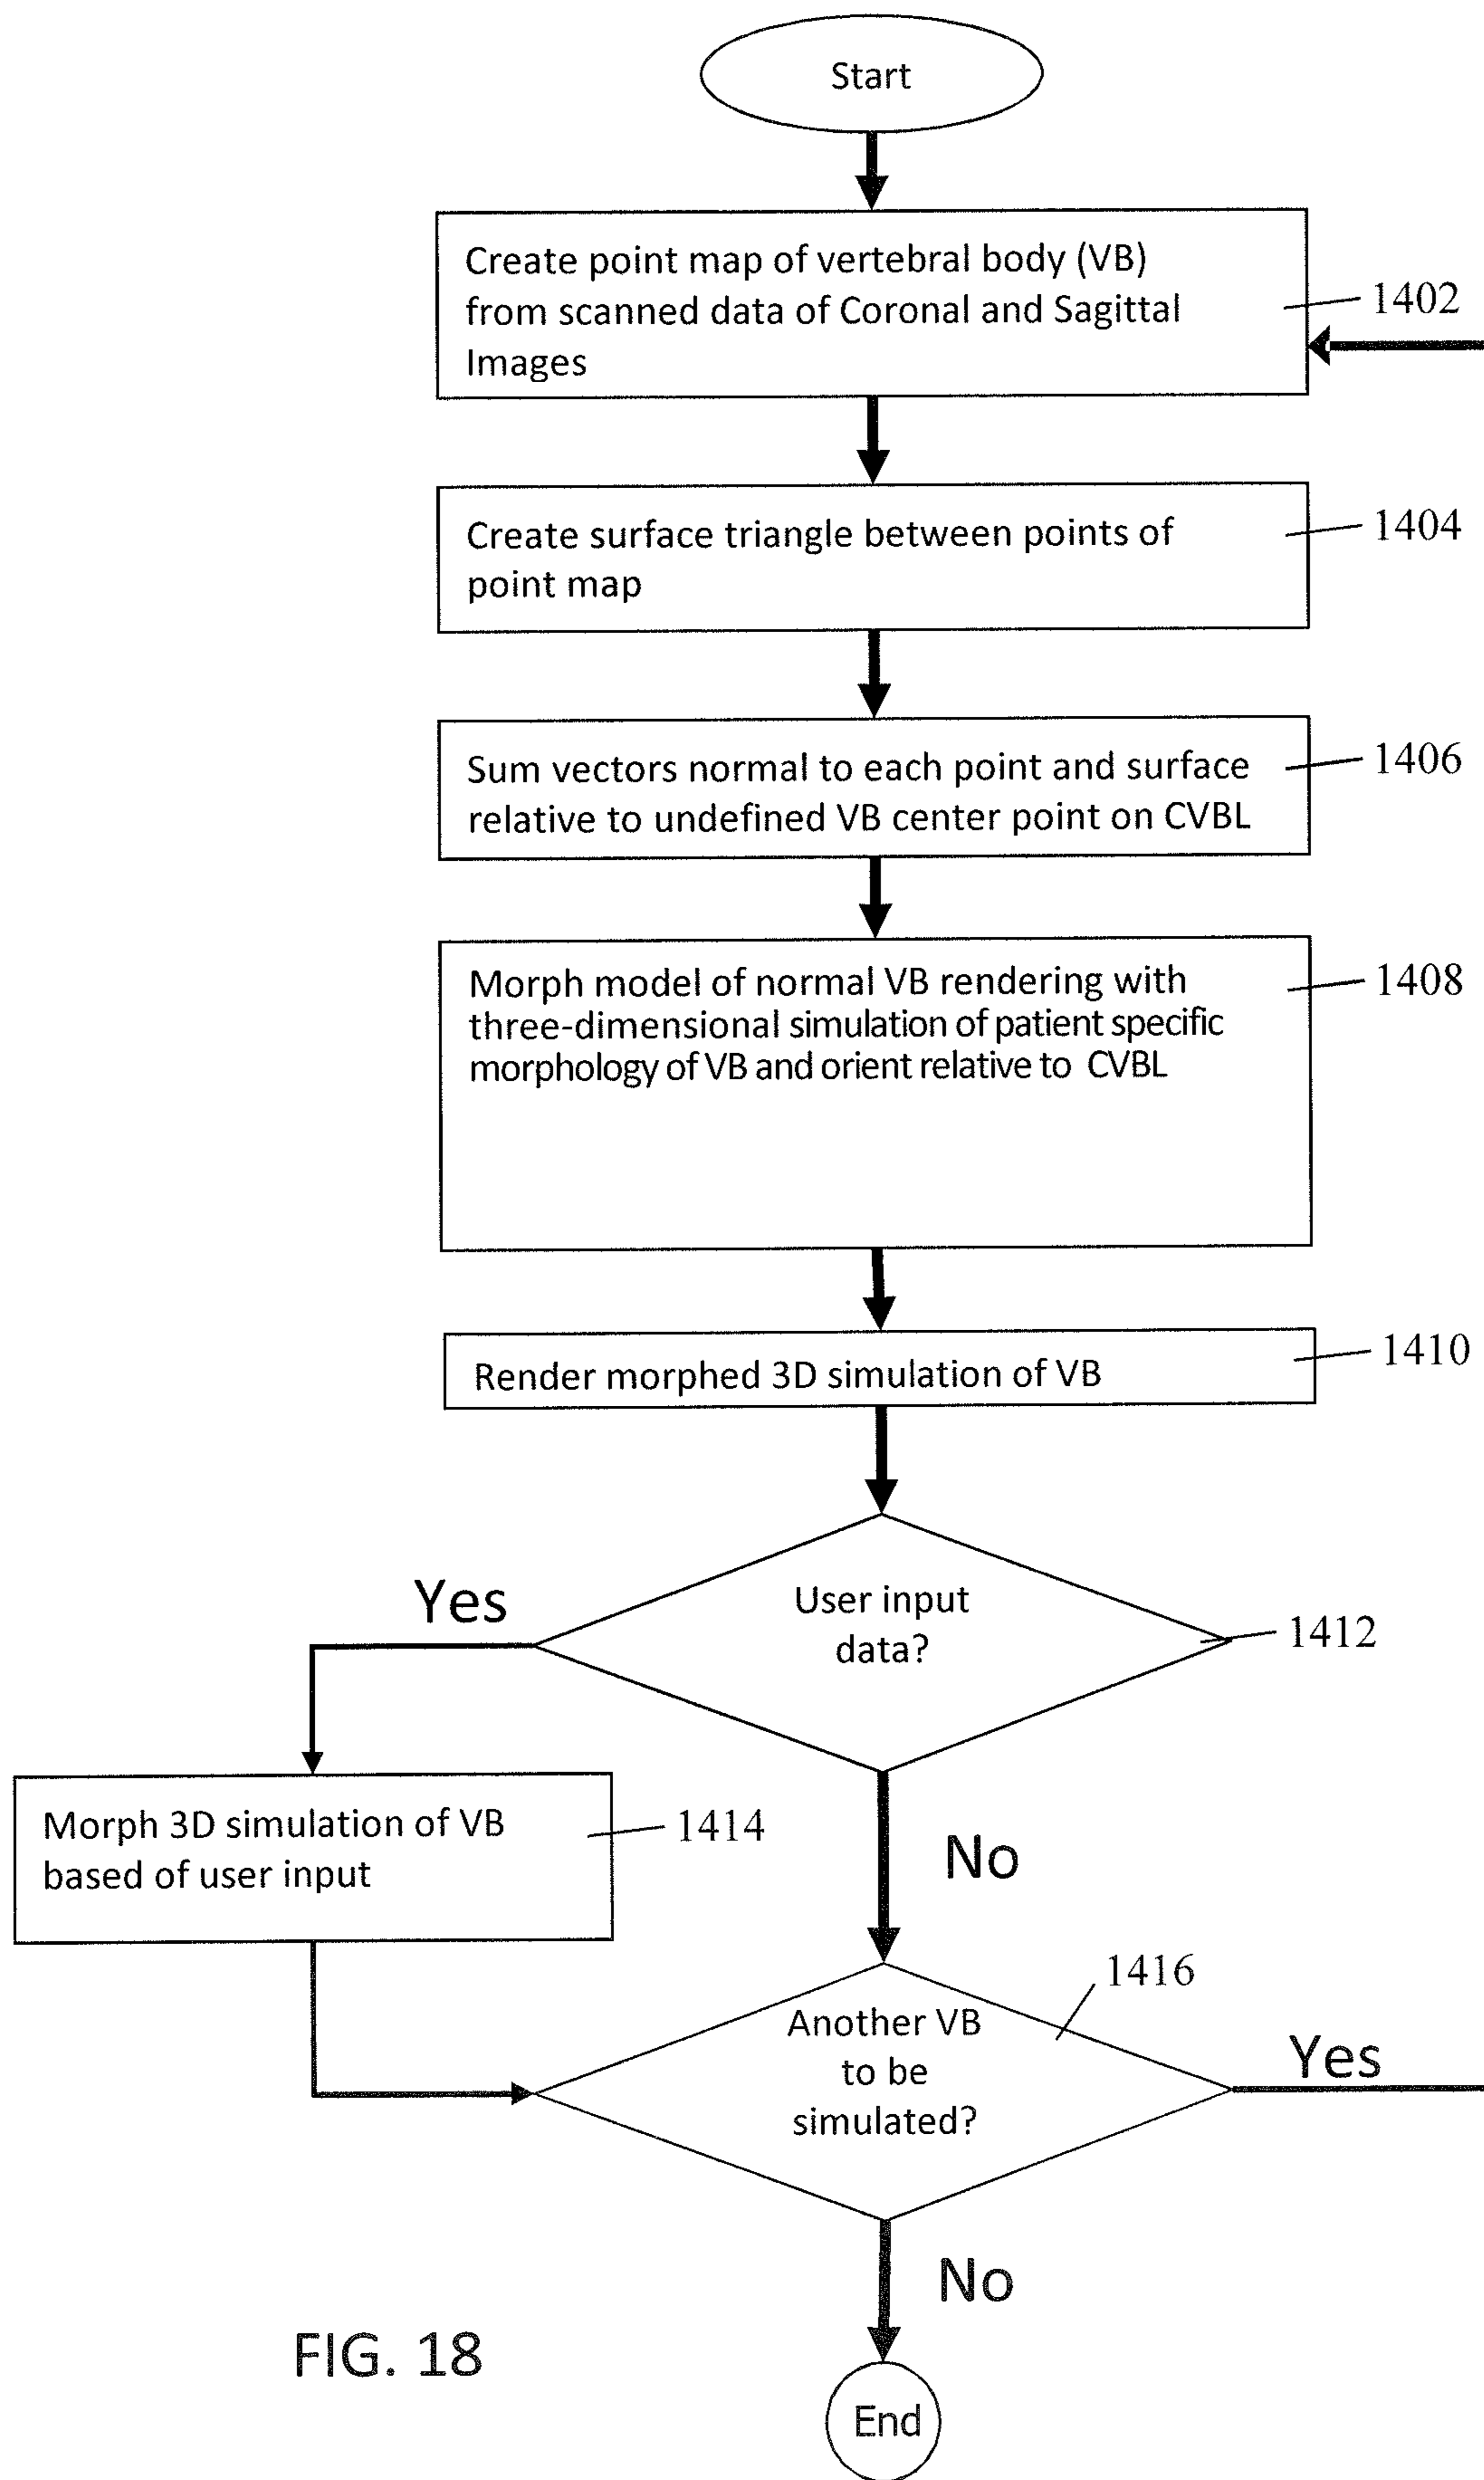 Start
Create point map of vertebral body (VB)
from scanned data of Coronal and Sagittal
Images
1402
Create surface triangle between points of
point map
1404
Sum vectors normal to each point and surface
relative to undefined VB center point on CVBL
1406
Morph model of normal VB rendering with
three-dimensional simulation of patient specific
morphology of VB and orient relative to CVBL
1408
Render morphed 3D simulation of VB
1410
User input
data?
1412
Yes
No
Morph 3D simulation of VB
based of user input
1414
Another VB
to be
simulated?
1416
Yes
No
End
FIG. 18